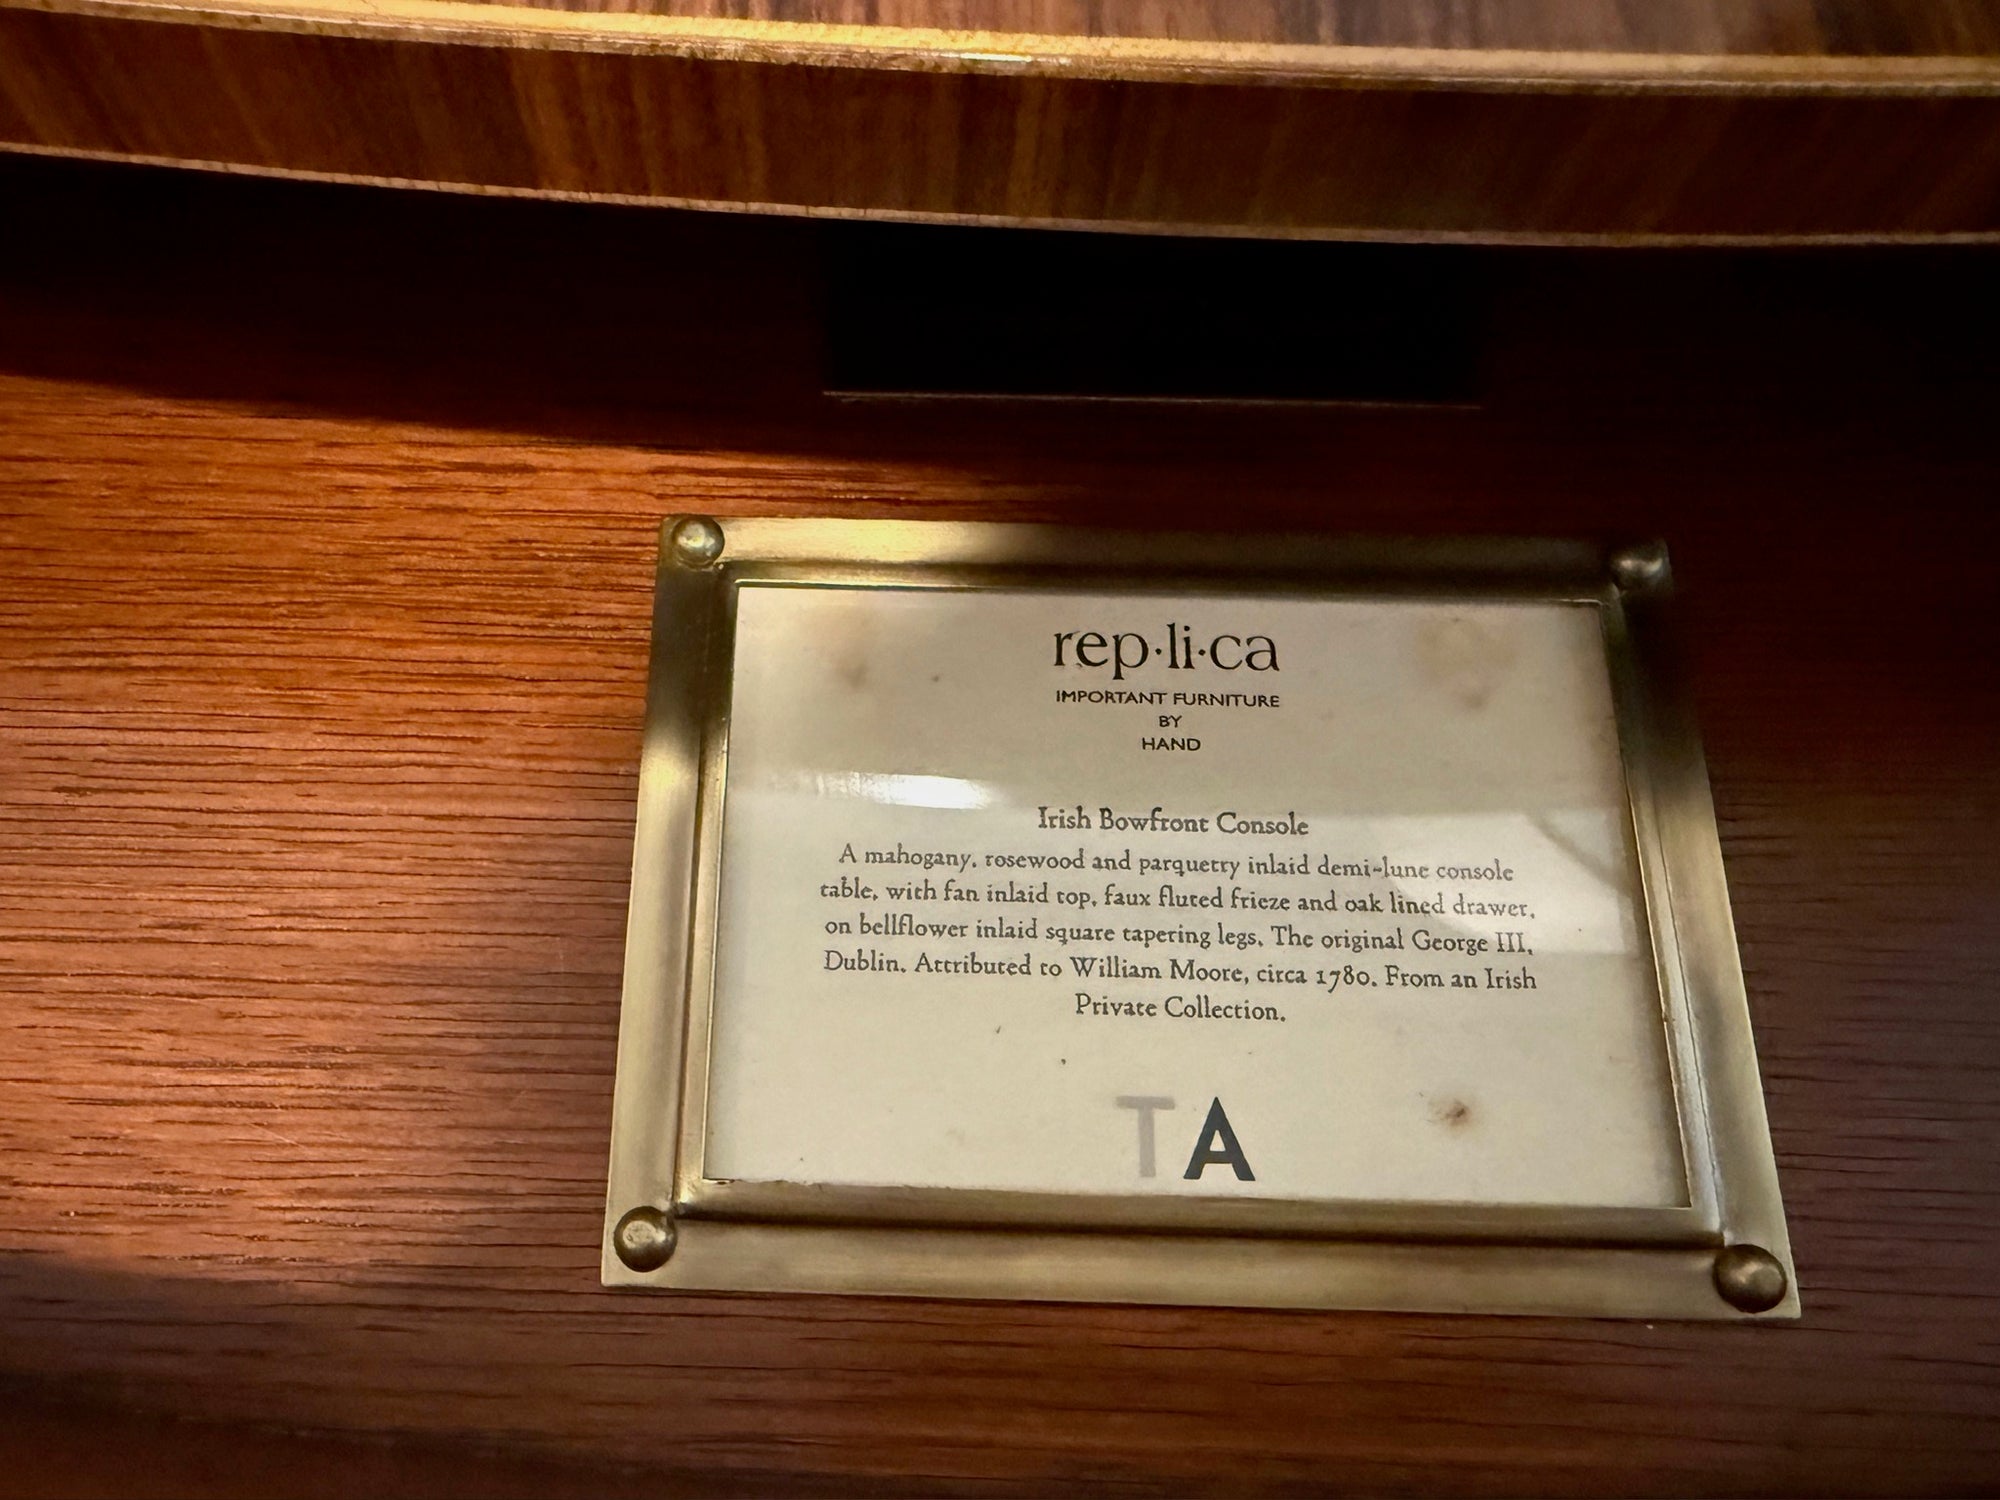 rep·li·ca
IMPORTANT FURNITURE
BY
HAND
Irish Bowfront Console
A mahogany, rosewood and parquetry inlaid demi-lune console
table, with fan inlaid top, faux fluted frieze and oak lined drawer,
on bellflower inlaid square tapering legs. The original George III,
Dublin. Attributed to William Moore, circa 1780. From an Irish
Private Collection.
TA